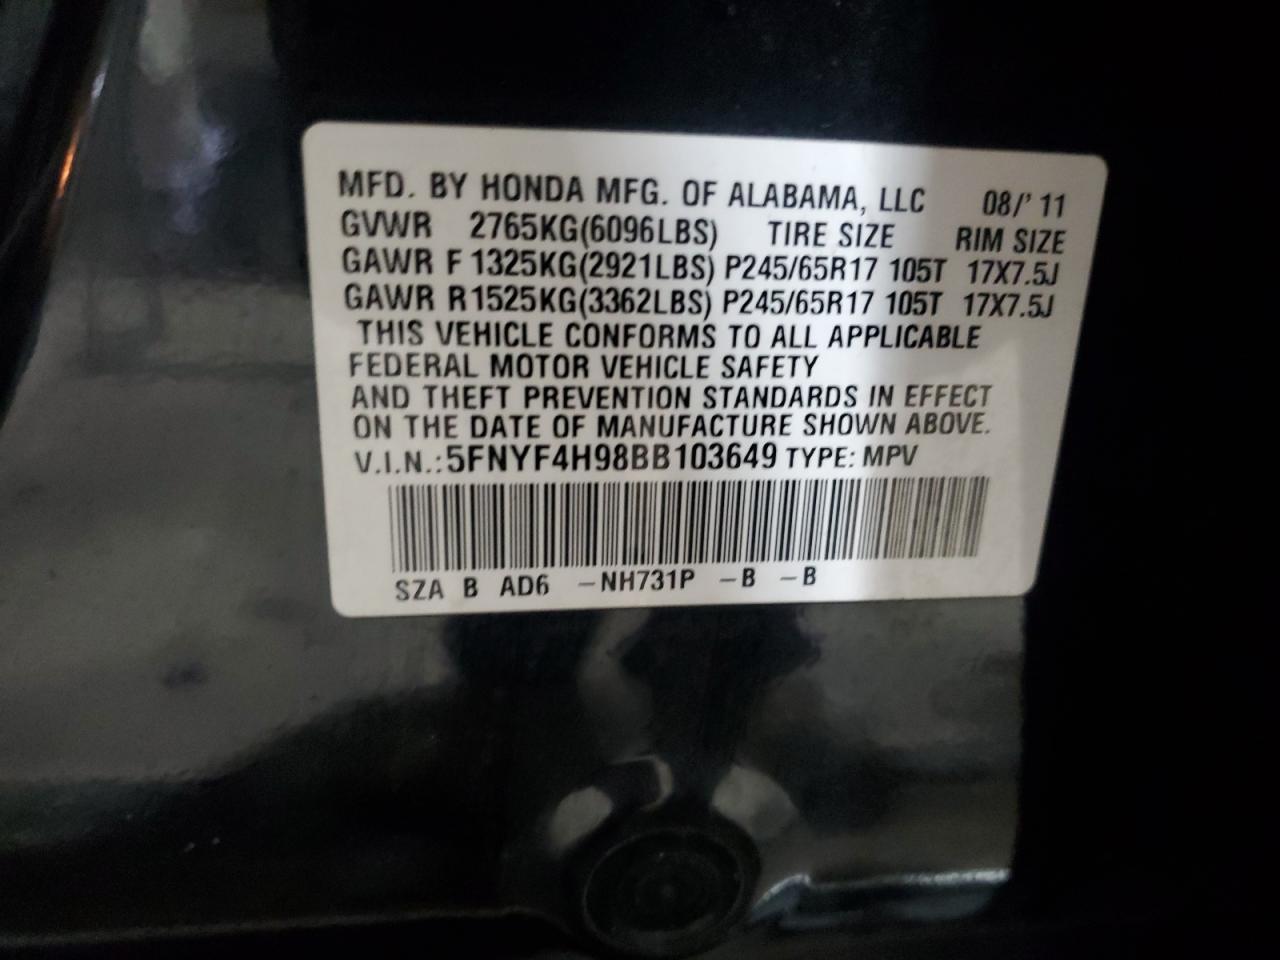 MFD. BY HONDA MFG. OF ALABAMA, LLC 08/' 11
GVWR 2765KG(6096LBS) TIRE SIZE RIM SIZE
GAWR F 1325KG(2921LBS) P245/65R17 105T 17X7.5J
GAWR R1525KG(3362LBS) P245/65R17 105T 17X7.5J
THIS VEHICLE CONFORMS TO ALL APPLICABLE
FEDERAL MOTOR VEHICLE SAFETY
AND THEFT PREVENTION STANDARDS IN EFFECT
ON THE DATE OF MANUFACTURE SHOWN ABOVE.
V.I.N.:5FNYF4H98BB103649 TYPE: MPV
SZA B AD6 -NH731P -B -B